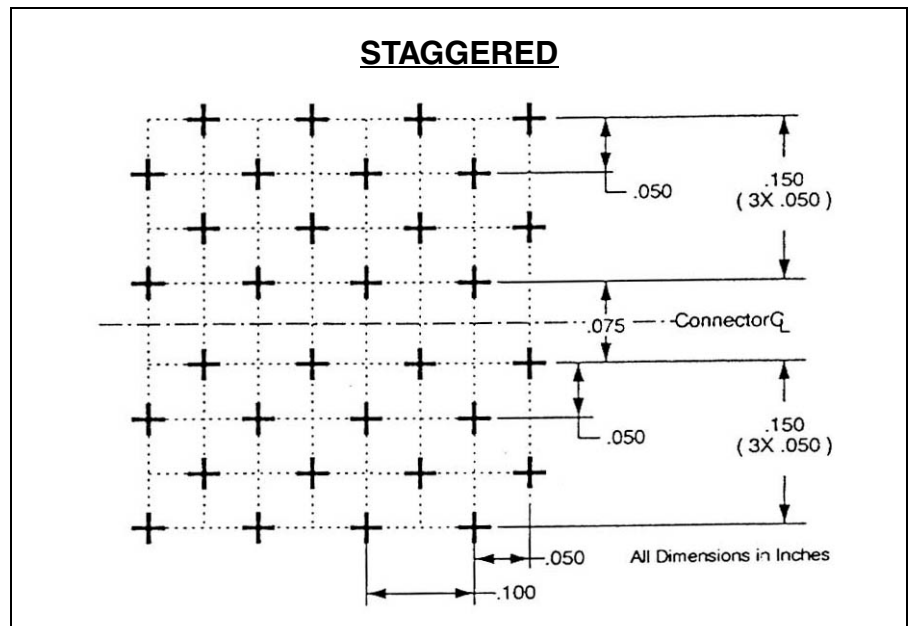 STAGGERED
.050
.150
( 3X .050 )
.075
Connector℄
.050
.150
( 3X .050 )
.050
All Dimensions in Inches
.100